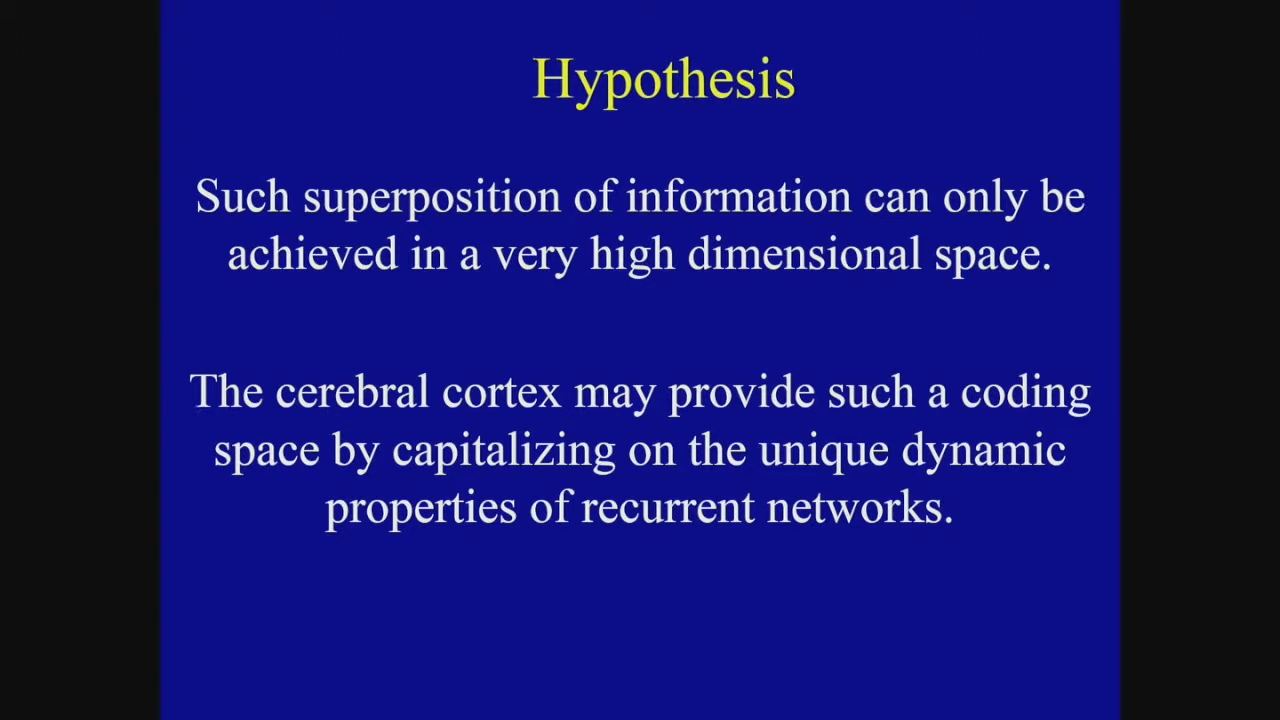 Hypothesis
Such superposition of information can only be
achieved in a very high dimensional space.
The cerebral cortex may provide such a coding
space by capitalizing on the unique dynamic
properties of recurrent networks.